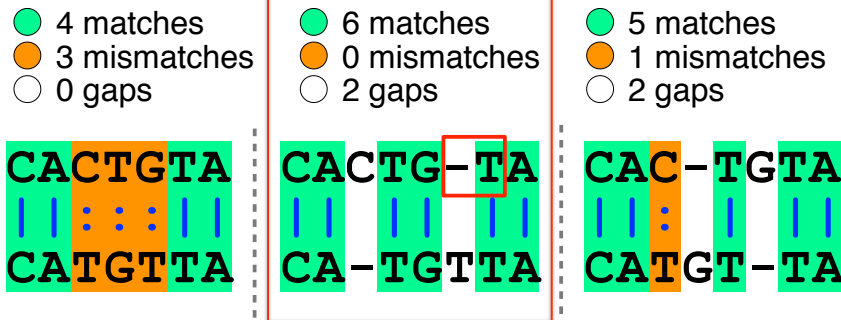 4 matches
3 mismatches
0 gaps
CACTGTA
||:::||
CATGTTA
6 matches
0 mismatches
2 gaps
CACTG-TA
|| || ||
CA-TGTTA
5 matches
1 mismatches
2 gaps
CAC-TGTA
||: | ||
CATGT-TA